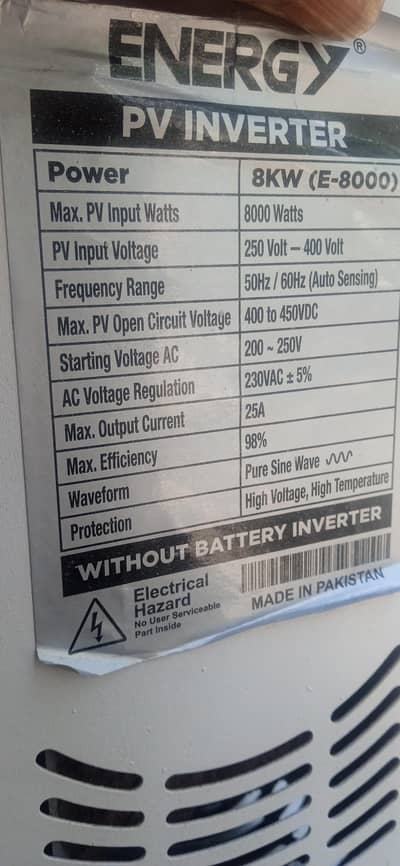 ENERGY®
PV INVERTER
Power 8KW (E-8000)
Max. PV Input Watts 8000 Watts
PV Input Voltage 250 Volt – 400 Volt
Frequency Range 50Hz / 60Hz (Auto Sensing)
Max. PV Open Circuit Voltage 400 to 450VDC
Starting Voltage AC 200 ~ 250V
AC Voltage Regulation 230VAC ± 5%
Max. Output Current 25A
Max. Efficiency 98%
Waveform Pure Sine Wave
Protection High Voltage, High Temperature
WITHOUT BATTERY INVERTER
Electrical
Hazard
No User Serviceable
Part Inside
MADE IN PAKISTAN